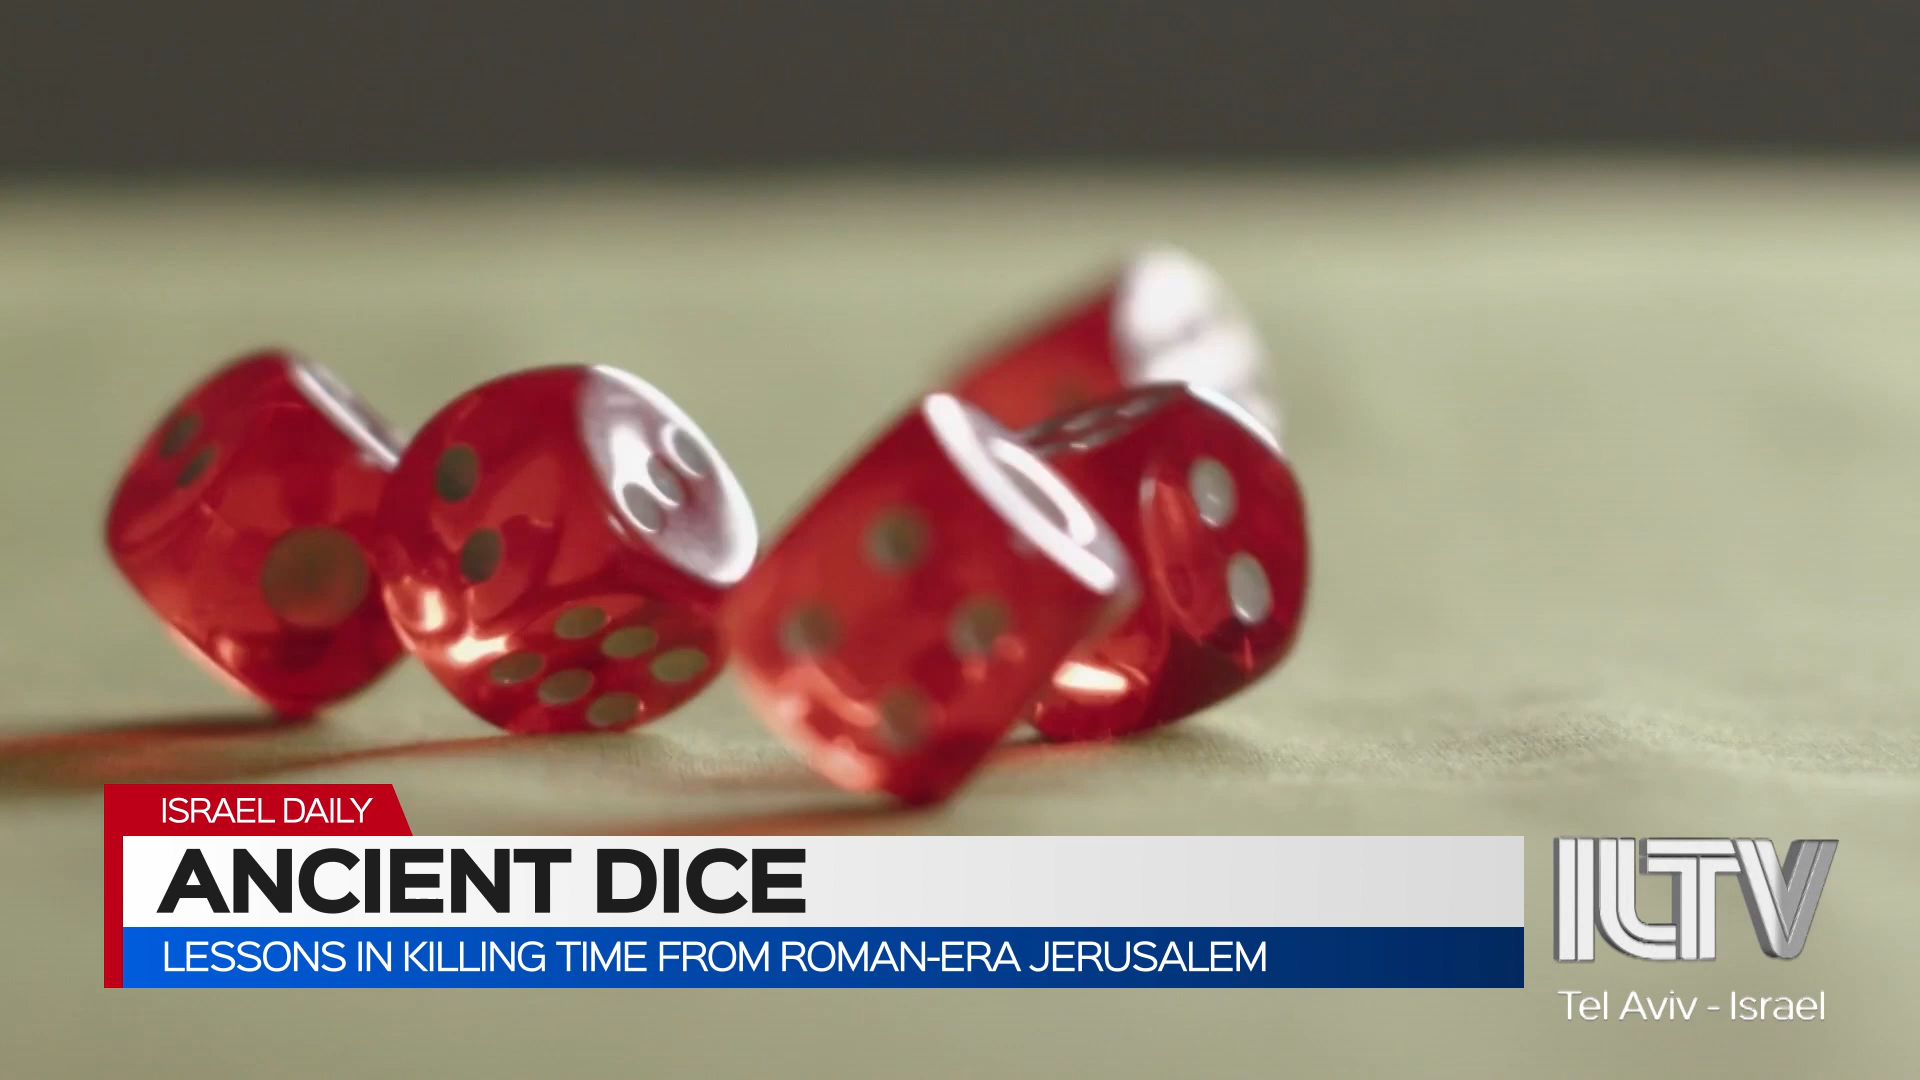 ISRAEL DAILY
ANCIENT DICE
LESSONS IN KILLING TIME FROM ROMAN-ERA JERUSALEM
ILTV
Tel Aviv - Israel